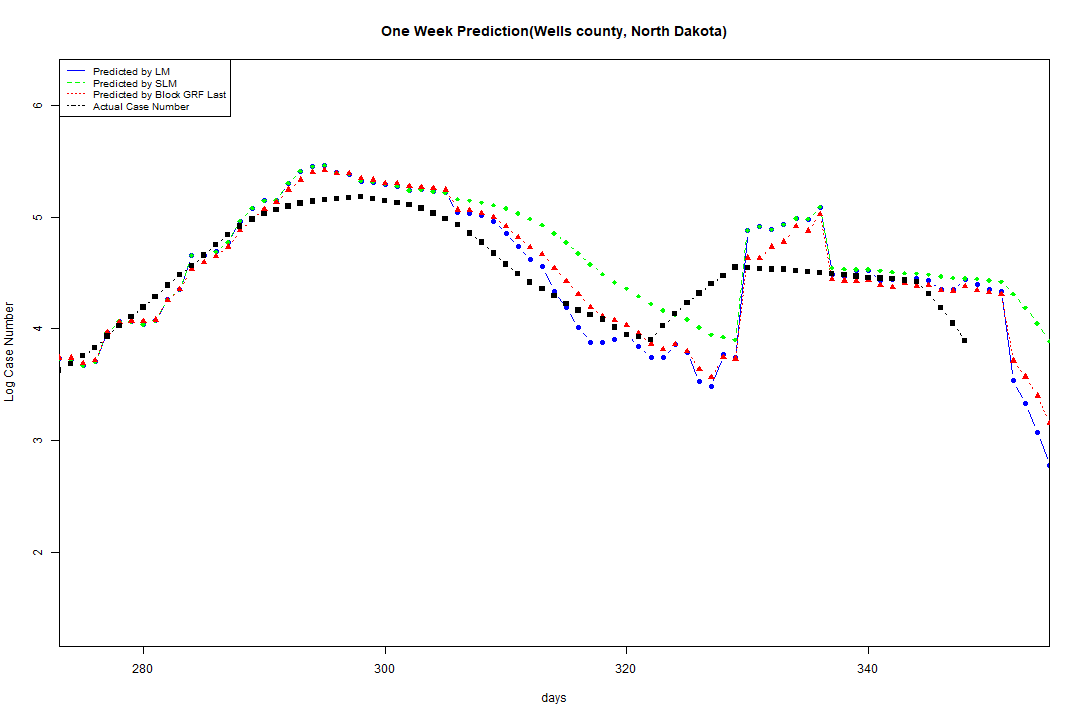 One Week Prediction(Wells county, North Dakota)
Predicted by LM
Predicted by SLM
Predicted by Block GRF Last
Actual Case Number
6
5
4
3
2
Log Case Number
280 300 320 340
days